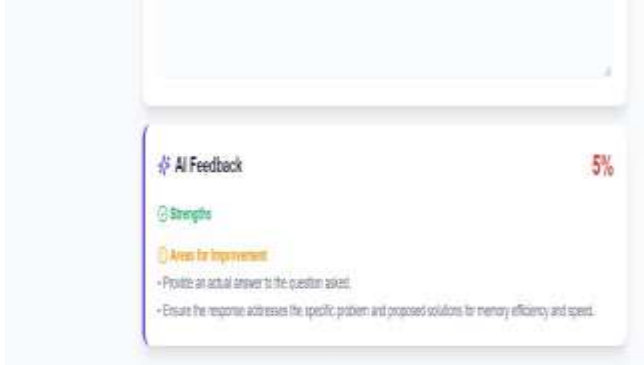 AI Feedback
5%
Strengths
Areas for Improvement
• Provide an actual answer to the question asked.
• Ensure the response addresses the specific problem and proposed solutions for memory efficiency and speed.